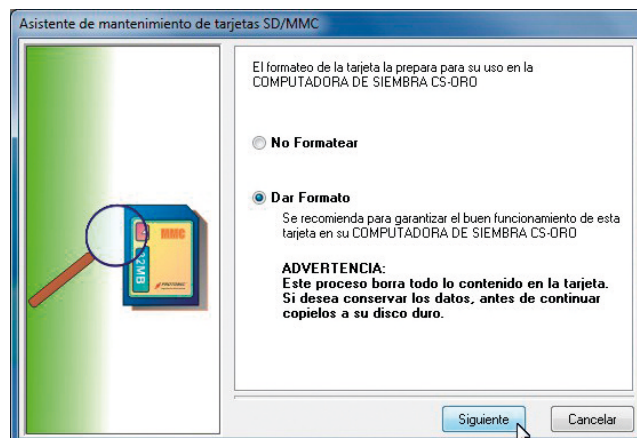 Asistente de mantenimiento de tarjetas SD/MMC
El formateo de la tarjeta la prepara para su uso en la
COMPUTADORA DE SIEMBRA CS-ORO
No Formatear
Dar Formato
Se recomienda para garantizar el buen funcionamiento de esta
tarjeta en su COMPUTADORA DE SIEMBRA CS-ORO
ADVERTENCIA:
Este proceso borra todo lo contenido en la tarjeta.
Si desea conservar los datos, antes de continuar
copielos a su disco duro.
MMC
32MB
Siguiente
Cancelar